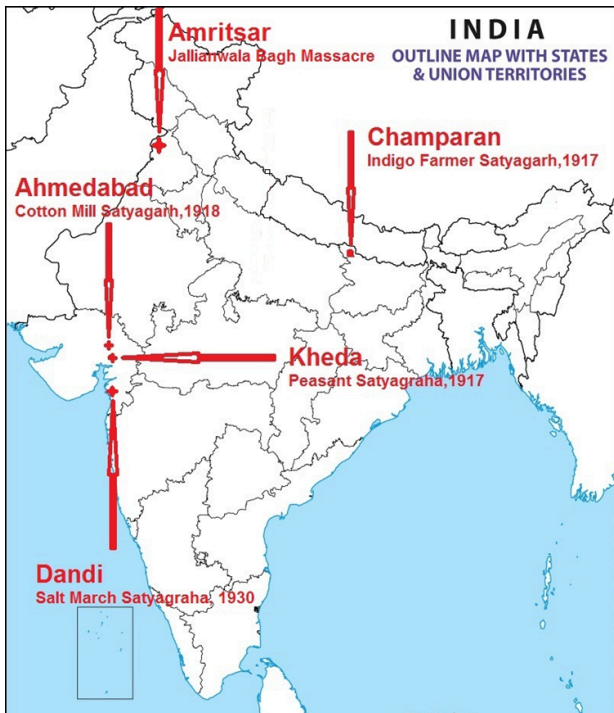 INDIA
OUTLINE MAP WITH STATES
& UNION TERRITORIES
Amritsar
Jallianwala Bagh Massacre
Champaran
Indigo Farmer Satyagarh,1917
Ahmedabad
Cotton Mill Satyagarh,1918
Kheda
Peasant Satyagraha,1917
Dandi
Salt March Satyagraha, 1930